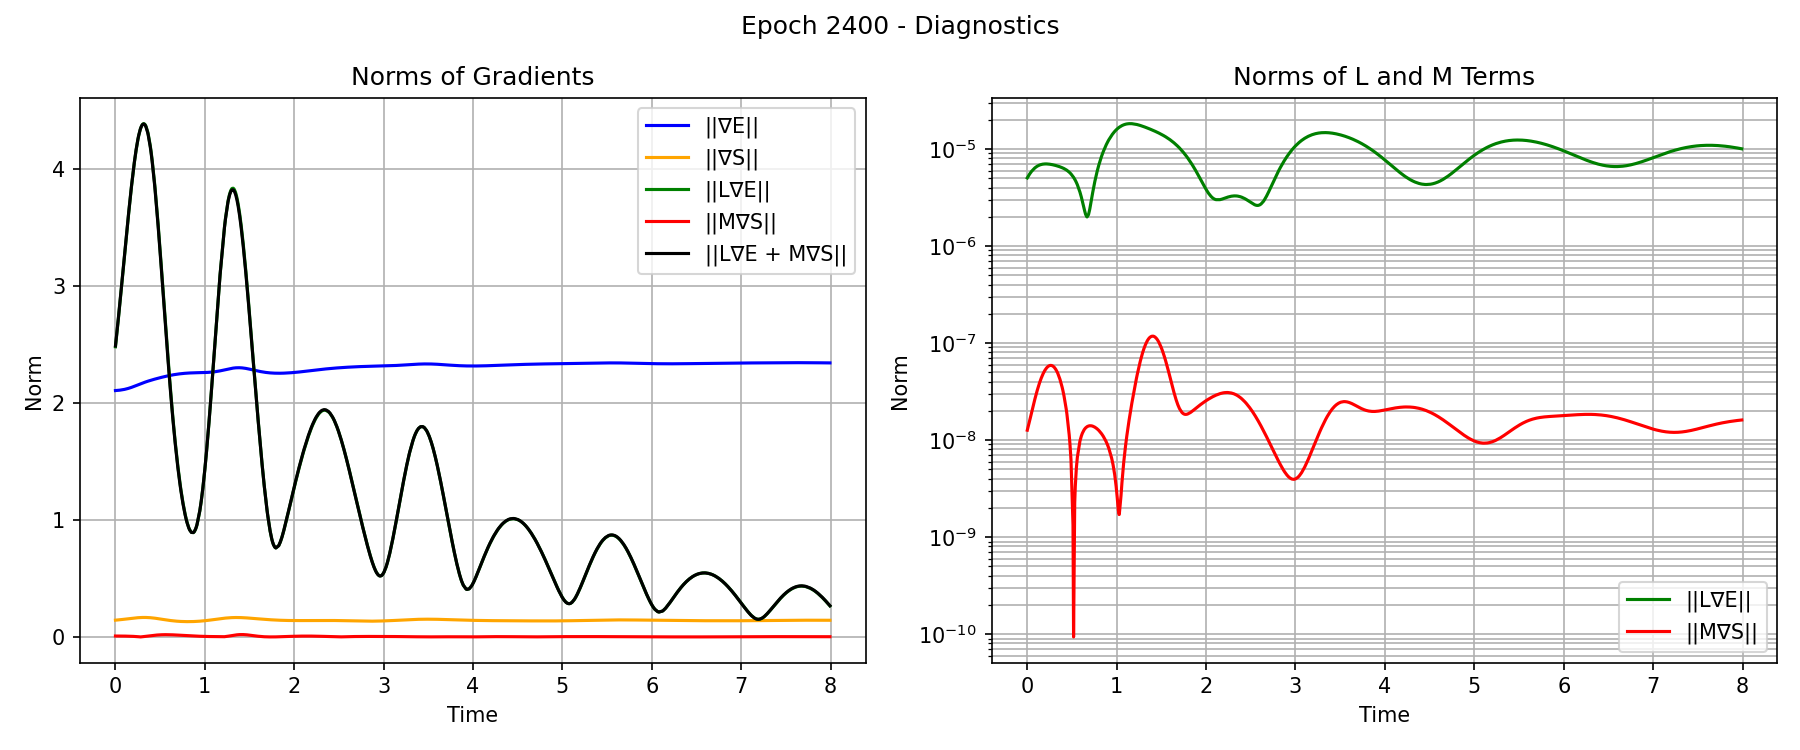 Epoch 2400 - Diagnostics
Norms of Gradients
Norm
4
3
2
1
0
0 1 2 3 4 5 6 7 8
Time
||∇E||
||∇S||
||L∇E||
||M∇S||
||L∇E + M∇S||
Norms of L and M Terms
Norm
10⁻⁵
10⁻⁶
10⁻⁷
10⁻⁸
10⁻⁹
10⁻¹⁰
0 1 2 3 4 5 6 7 8
Time
||L∇E||
||M∇S||